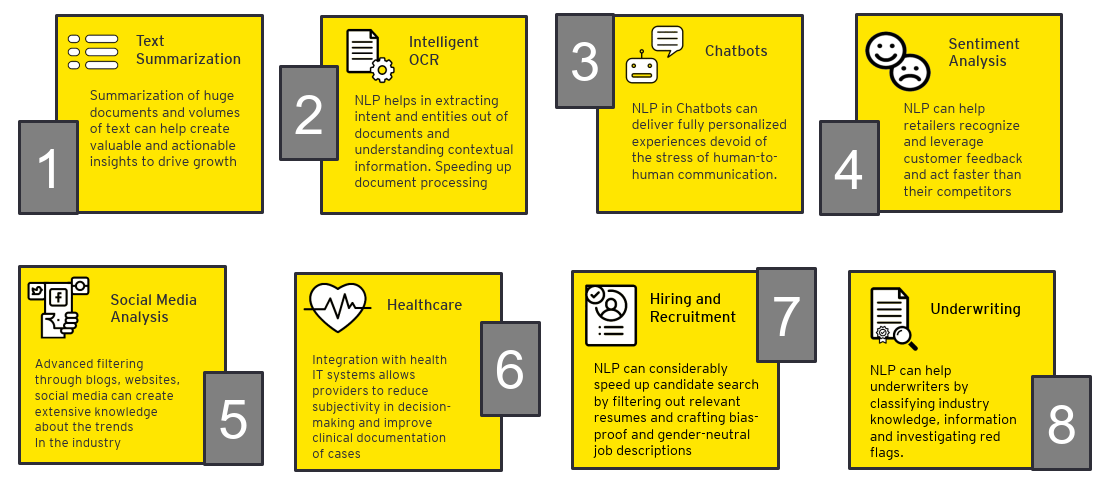 1
Text
Summarization
Summarization of huge
documents and volumes
of text can help create
valuable and actionable
insights to drive growth
2
Intelligent
OCR
NLP helps in extracting
intent and entities out of
documents and
understanding contextual
information. Speeding up
document processing
3
Chatbots
NLP in Chatbots can
deliver fully personalized
experiences devoid of
the stress of human-to-
human communication.
4
Sentiment
Analysis
NLP can help
retailers recognize
and leverage
customer feedback
and act faster than
their competitors
5
Social Media
Analysis
Advanced filtering
through blogs, websites,
social media can create
extensive knowledge
about the trends
In the industry
6
Healthcare
Integration with health
IT systems allows
providers to reduce
subjectivity in decision-
making and improve
clinical documentation
of cases
7
Hiring and
Recruitment
NLP can considerably
speed up candidate search
by filtering out relevant
resumes and crafting bias-
proof and gender-neutral
job descriptions
8
Underwriting
NLP can help
underwriters by
classifying industry
knowledge, information
and investigating red
flags.